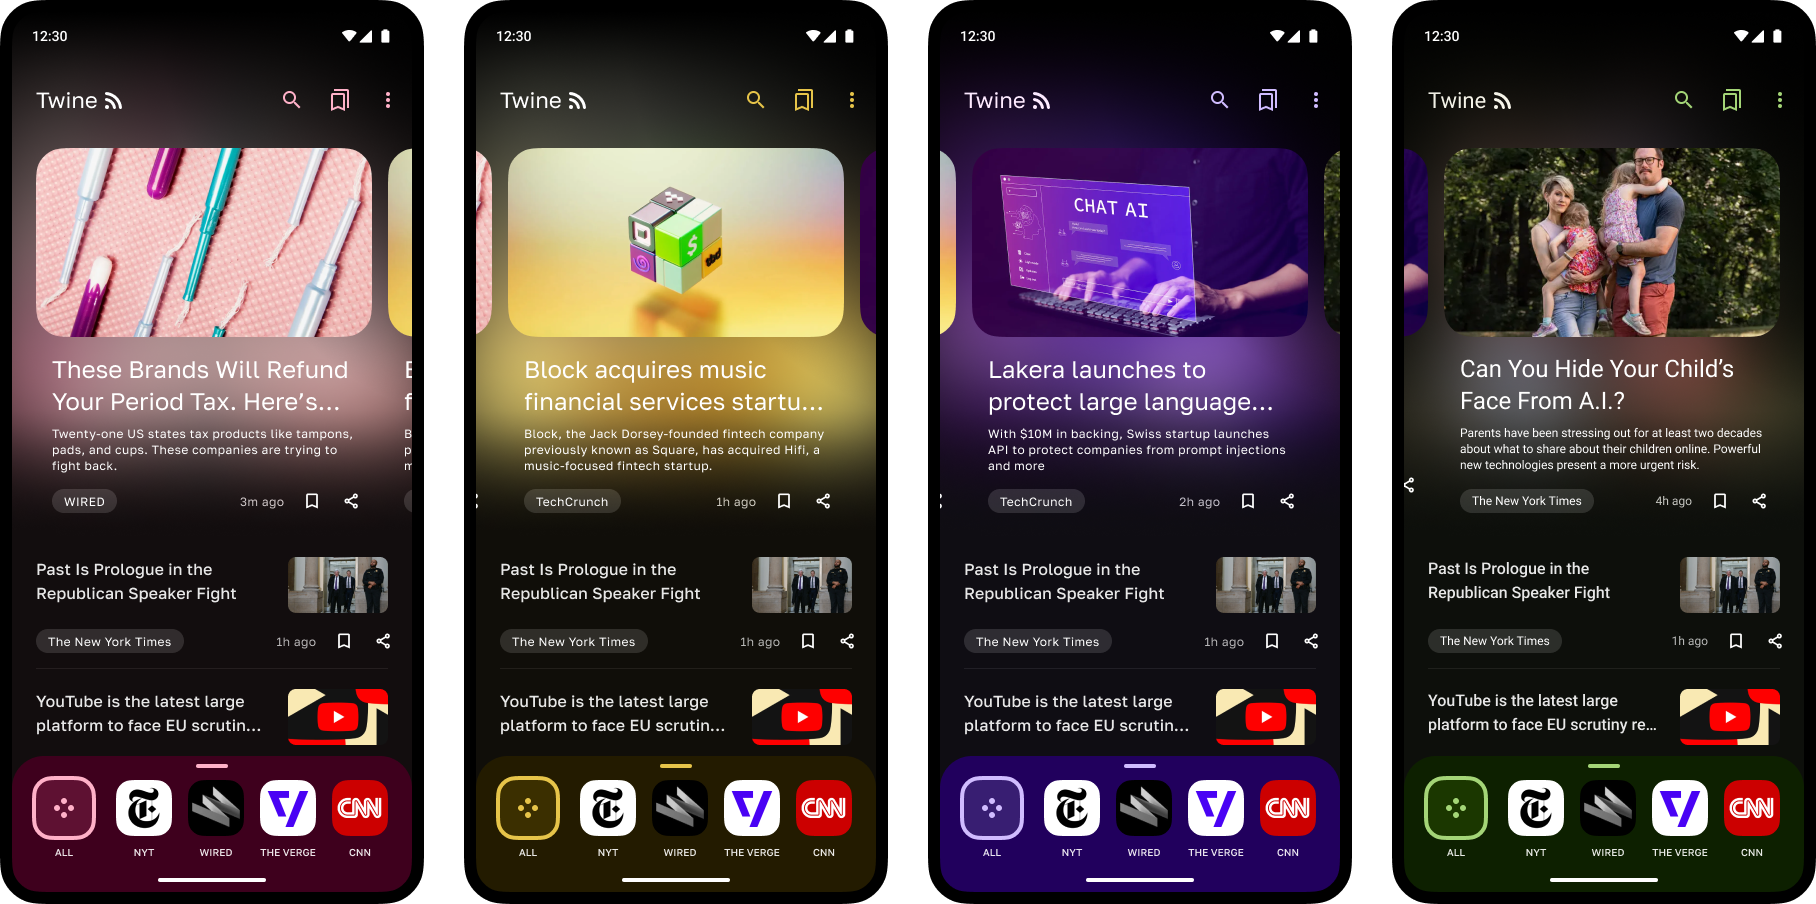 12:30
Twine
These Brands Will Refund
Your Period Tax. Here’s...
Twenty-one US states tax products like tampons,
pads, and cups. These companies are trying to
fight back.
WIRED
3m ago
Past Is Prologue in the
Republican Speaker Fight
The New York Times
1h ago
YouTube is the latest large
platform to face EU scrutin...
ALL
NYT
WIRED
THE VERGE
CNN
CNN
12:30
Twine
tbd
Block acquires music
financial services startu...
Block, the Jack Dorsey-founded fintech company
previously known as Square, has acquired Hifi, a
music-focused fintech startup.
TechCrunch
1h ago
Past Is Prologue in the
Republican Speaker Fight
The New York Times
1h ago
YouTube is the latest large
platform to face EU scrutin...
ALL
NYT
WIRED
THE VERGE
CNN
CNN
12:30
Twine
CHAT AI
Lakera launches to
protect large language...
With $10M in backing, Swiss startup launches
API to protect companies from prompt injections
and more
TechCrunch
2h ago
Past Is Prologue in the
Republican Speaker Fight
The New York Times
1h ago
YouTube is the latest large
platform to face EU scrutin...
ALL
NYT
WIRED
THE VERGE
CNN
CNN
12:30
Twine
Can You Hide Your Child’s
Face From A.I.?
Parents have been stressing out for at least two decades
about what to share about their children online. Powerful
new technologies present a more urgent risk.
The New York Times
4h ago
Past Is Prologue in the
Republican Speaker Fight
The New York Times
1h ago
YouTube is the latest large
platform to face EU scrutiny re...
ALL
NYT
WIRED
THE VERGE
CNN
CNN